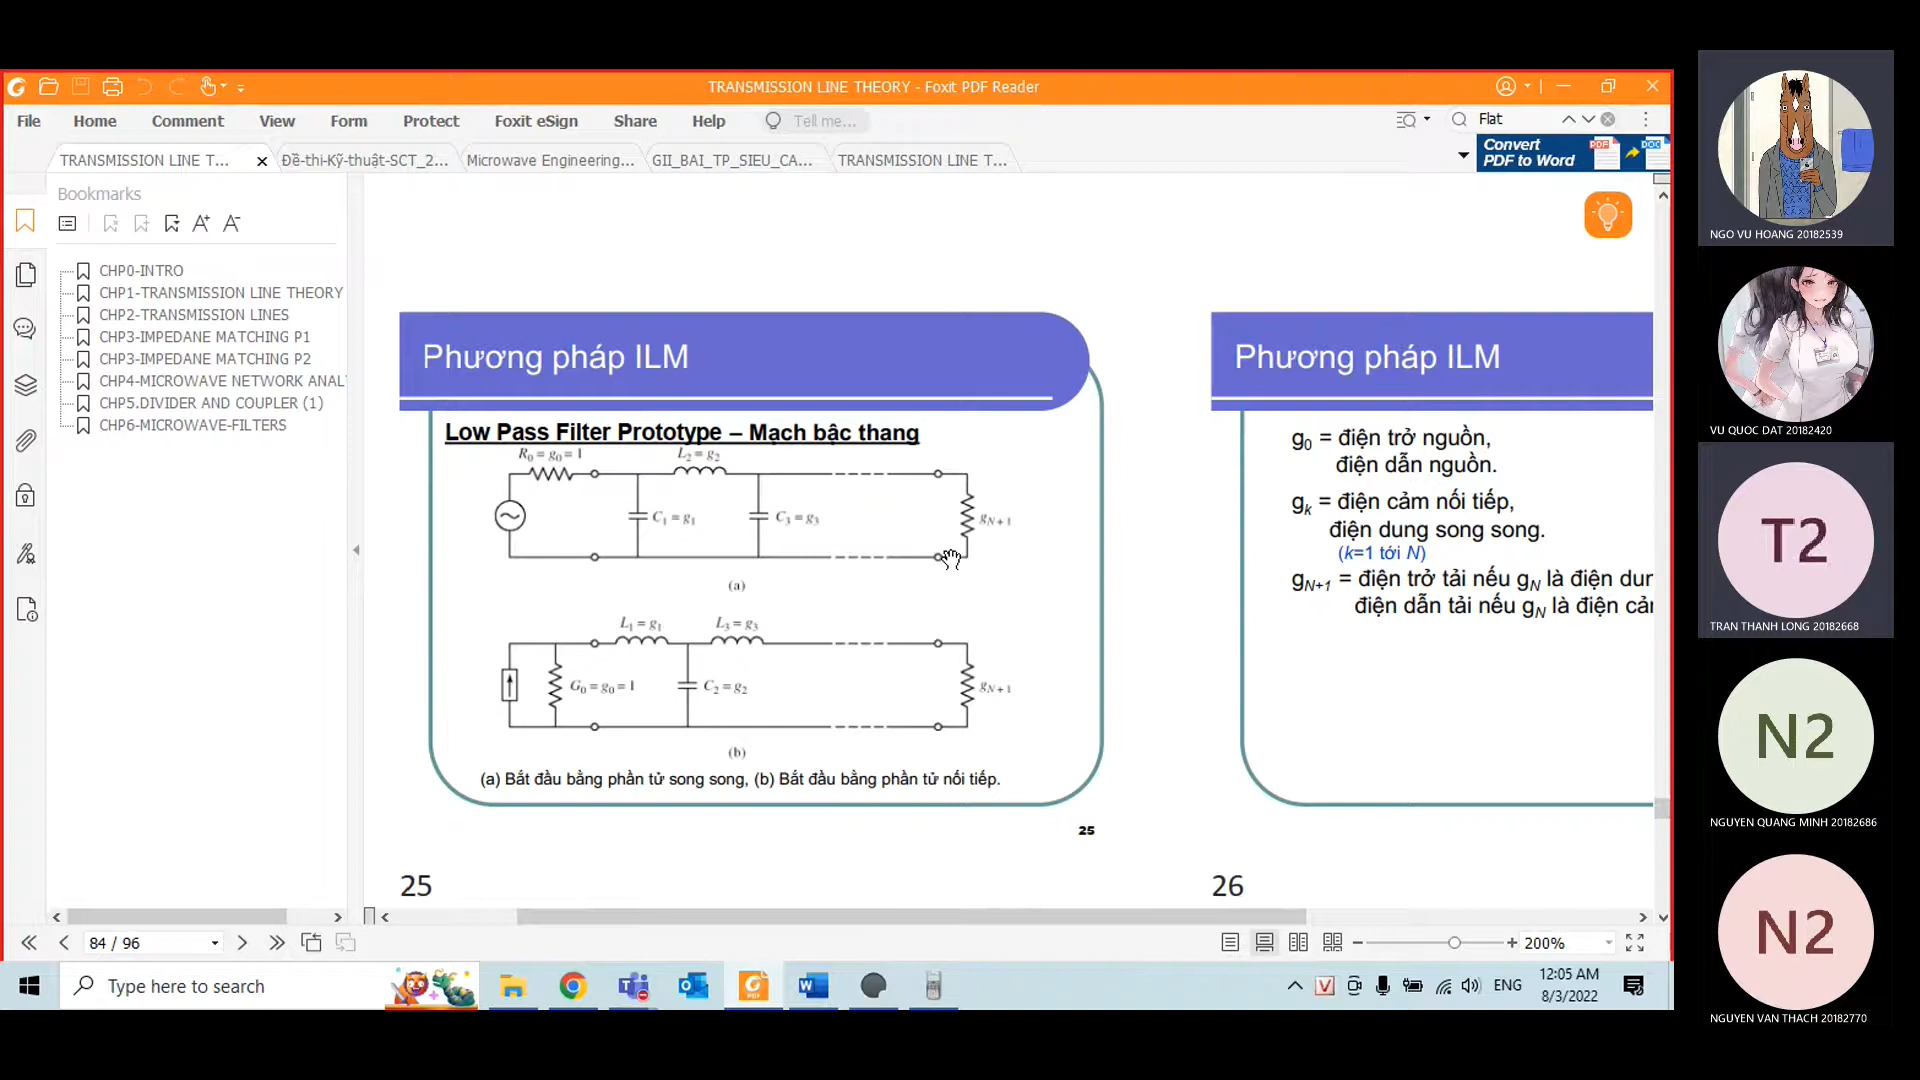 TRANSMISSION LINE THEORY - Foxit PDF Reader
File Home Comment View Form Protect Foxit eSign Share Help Tell me... Flat
TRANSMISSION LINE T... Đề-thi-Kỹ-thuật-SCT_2... Microwave Engineering... GII_BAI_TP_SIEU_CA... TRANSMISSION LINE T...
Convert
PDF to Word
PDF DOC
Bookmarks
CHP0-INTRO
CHP1-TRANSMISSION LINE THEORY
CHP2-TRANSMISSION LINES
CHP3-IMPEDANE MATCHING P1
CHP3-IMPEDANE MATCHING P2
CHP4-MICROWAVE NETWORK ANAL
CHP5.DIVIDER AND COUPLER (1)
CHP6-MICROWAVE-FILTERS
Phương pháp ILM
Low Pass Filter Prototype – Mạch bậc thang
R0 = g0 = 1 L2 = g2
C1 = g1 C3 = g3 gN+1
(a)
L1 = g1 L3 = g3
G0 = g0 = 1 C2 = g2 gN+1
(b)
(a) Bắt đầu bằng phần tử song song, (b) Bắt đầu bằng phần tử nối tiếp.
25
25
Phương pháp ILM
g0 = điện trở nguồn,
điện dẫn nguồn.
gk = điện cảm nối tiếp,
điện dung song song.
(k=1 tới N)
gN+1 = điện trở tải nếu gN là điện dun
điện dẫn tải nếu gN là điện cải
26
84 / 96
200%
Type here to search
ENG
12:05 AM
8/3/2022
NGO VU HOANG 20182539
VU QUOC DAT 20182420
T2
TRAN THANH LONG 20182668
N2
NGUYEN QUANG MINH 20182686
N2
NGUYEN VAN THACH 20182770